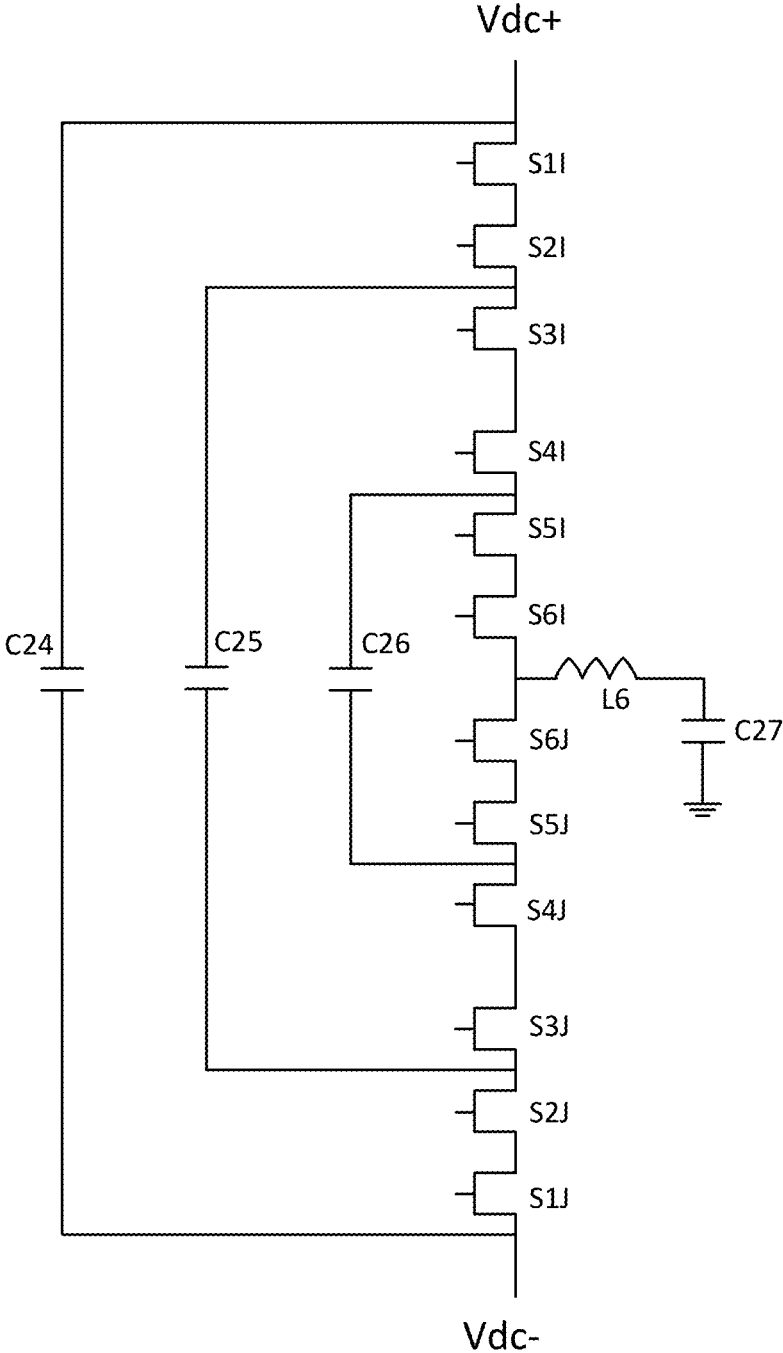 Vdc+
S1I
S2I
S3I
S4I
S5I
S6I
C24
C25
C26
L6
C27
S6J
S5J
S4J
S3J
S2J
S1J
Vdc-